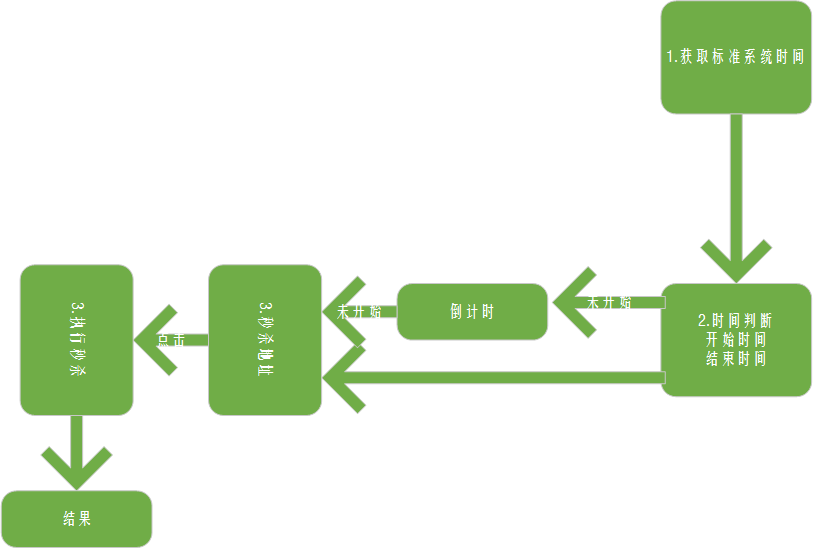 1.获取标准系统时间
2.时间判断
开始时间
结束时间
未开始
倒计时
未开始
3.秒杀地址
点击
3.执行秒杀
结果